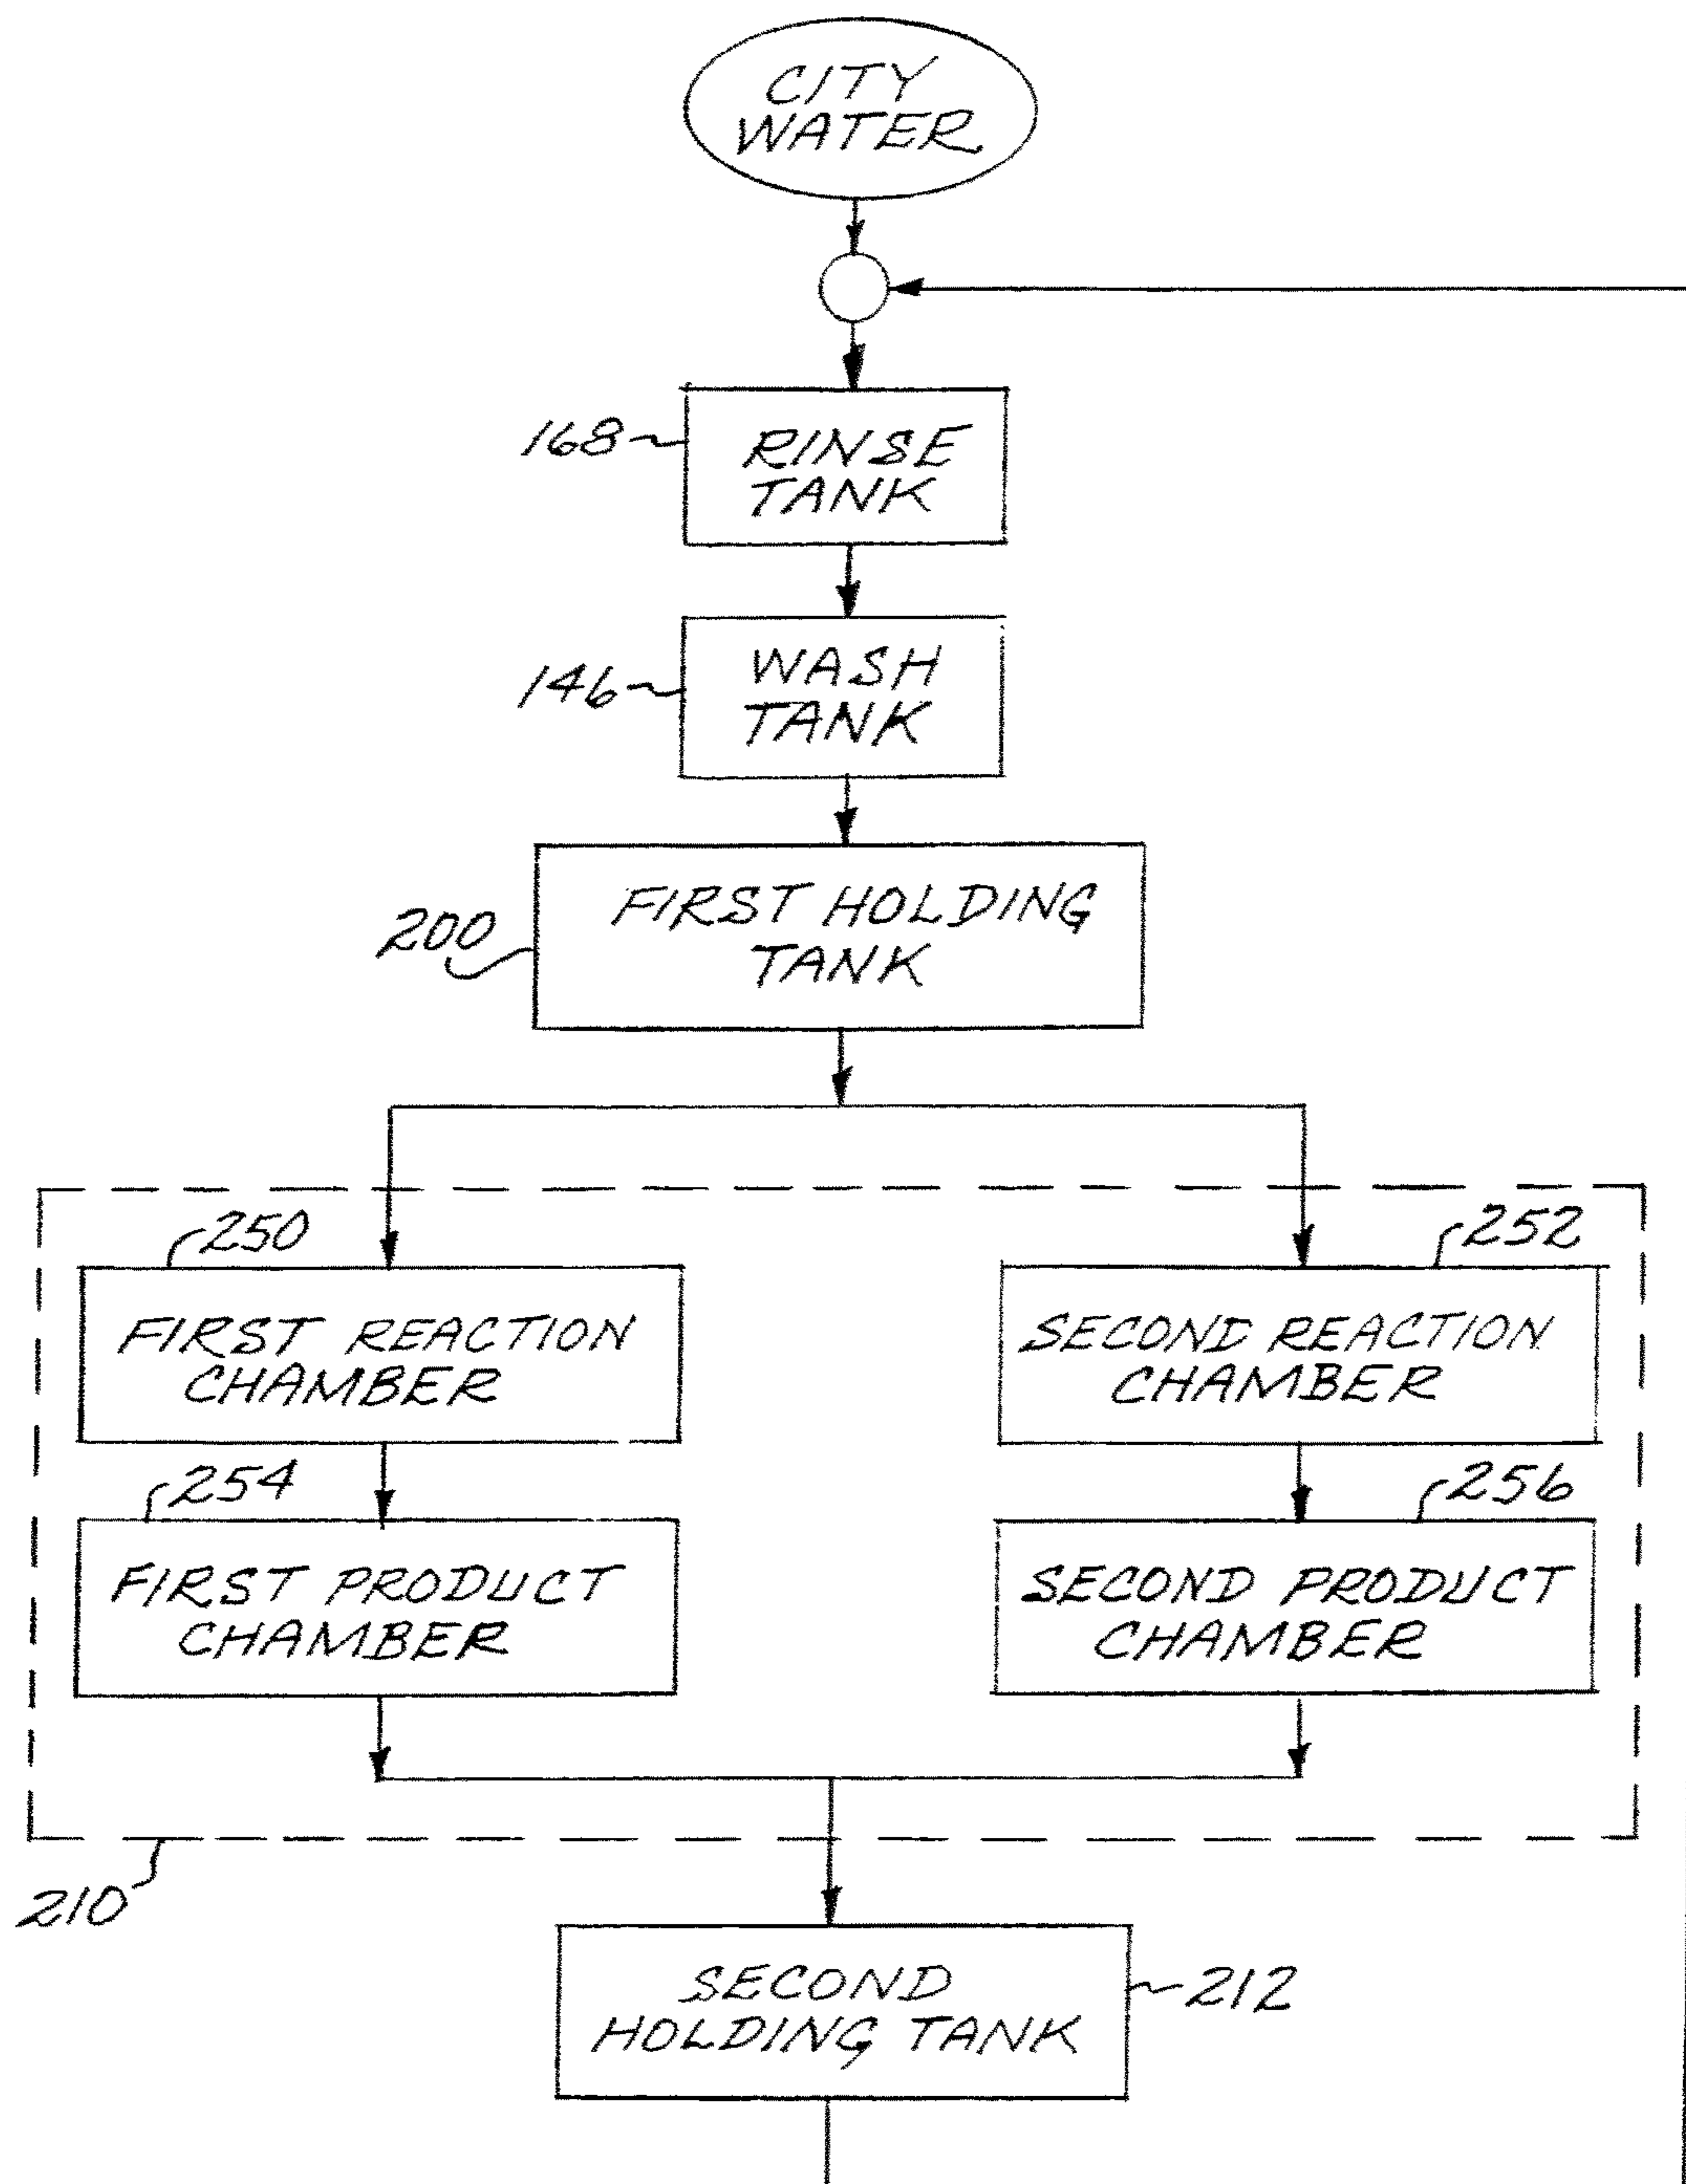 CITY
WATER
168
RINSE
TANK
146
WASH
TANK
200
FIRST HOLDING
TANK
250
252
FIRST REACTION
CHAMBER
SECOND REACTION
CHAMBER
254
256
FIRST PRODUCT
CHAMBER
SECOND PRODUCT
CHAMBER
210
SECOND
HOLDING TANK
212